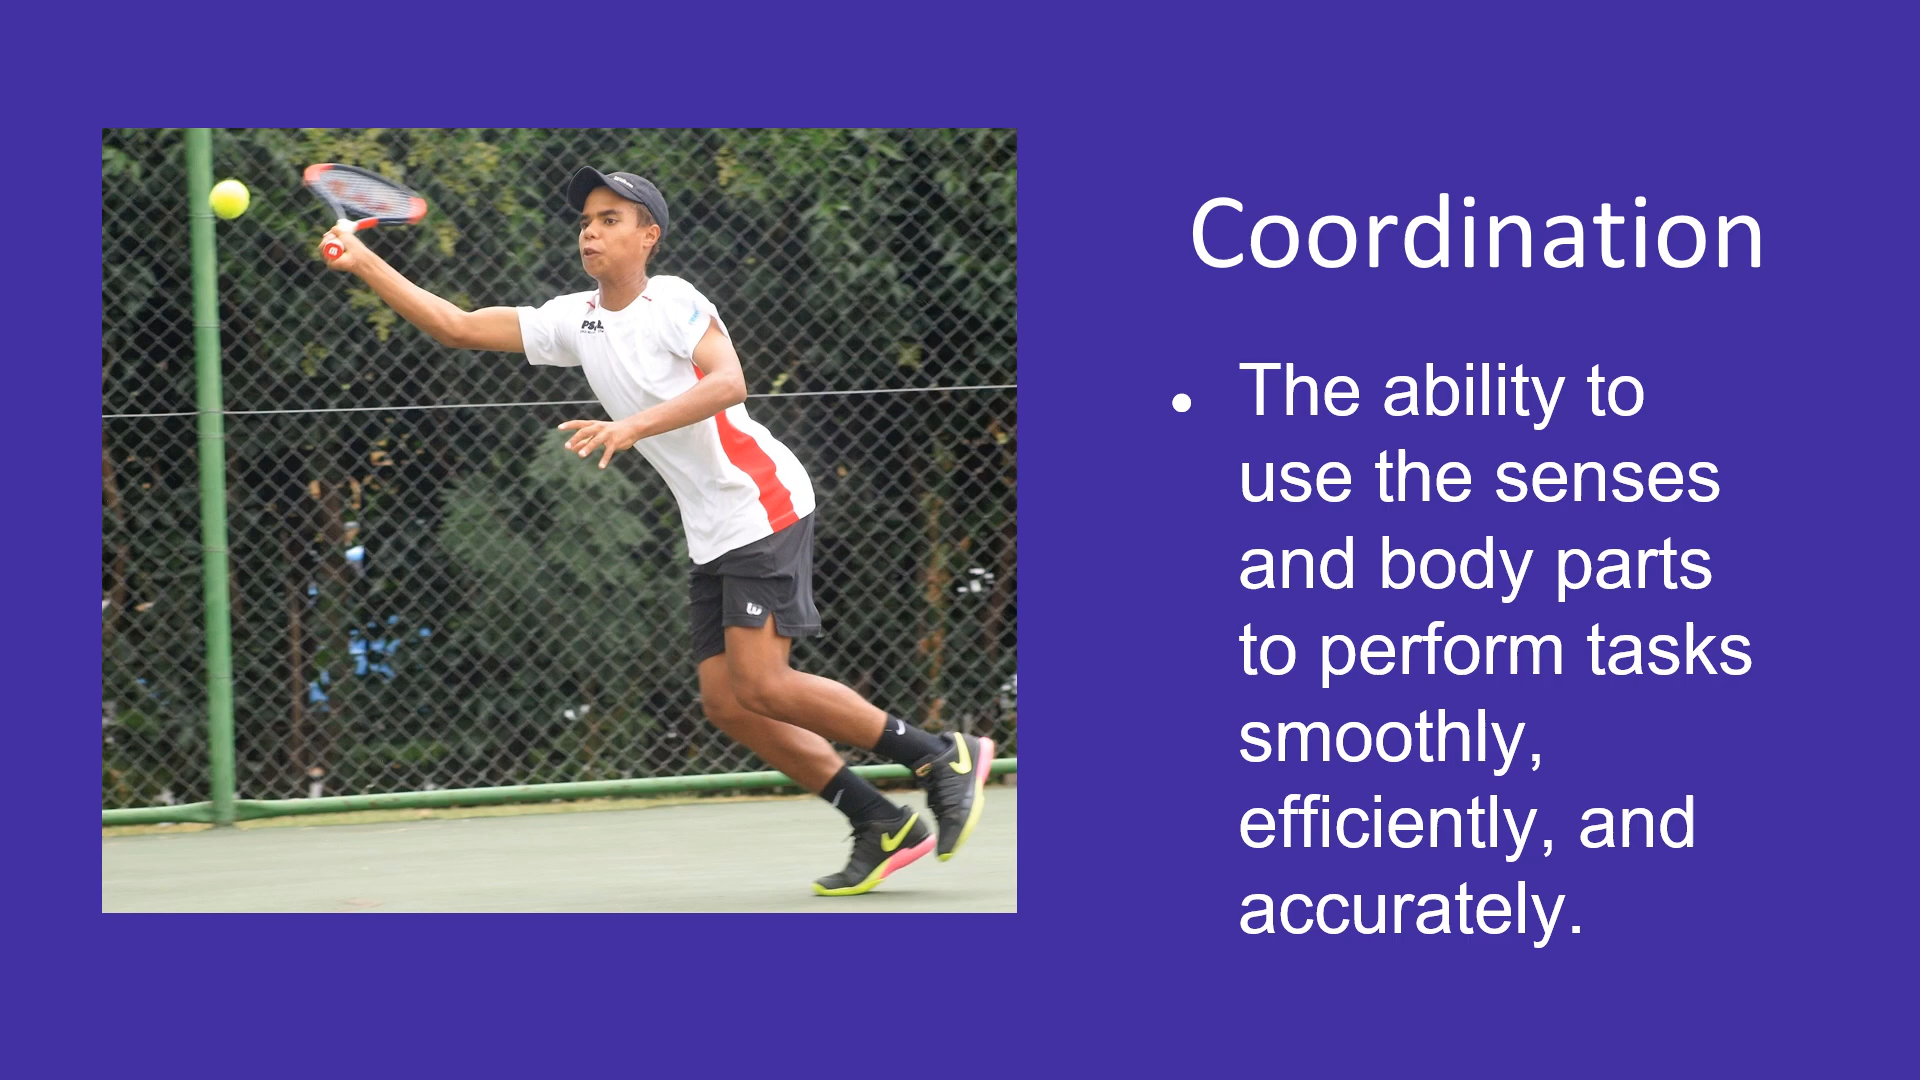 Coordination
• The ability to
use the senses
and body parts
to perform tasks
smoothly,
efficiently, and
accurately.